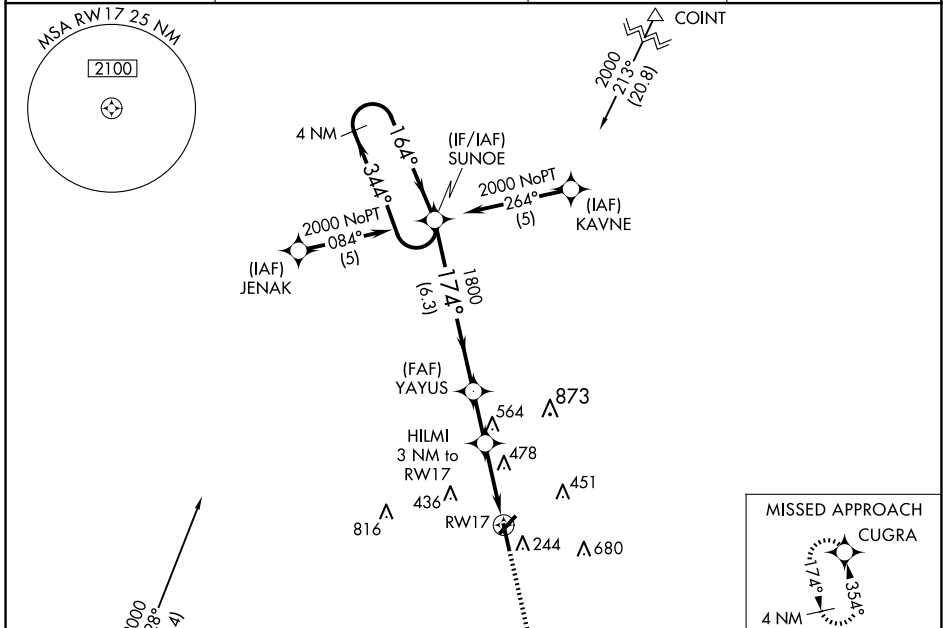 MSA RW17 25 NM
2100
COINT
2000
213°
(20.8)
4 NM
164°
344°
(IF/IAF)
SUNOE
2000 NoPT
264°
(5)
(IAF)
KAVNE
2000 NoPT
084°
(5)
(IAF)
JENAK
1800
174°
(6.3)
(FAF)
YAYUS
564
873
HILMI
3 NM to
RW17
478
436
451
816
RW17
244
680
MISSED APPROACH
CUGRA
174°
354°
4 NM